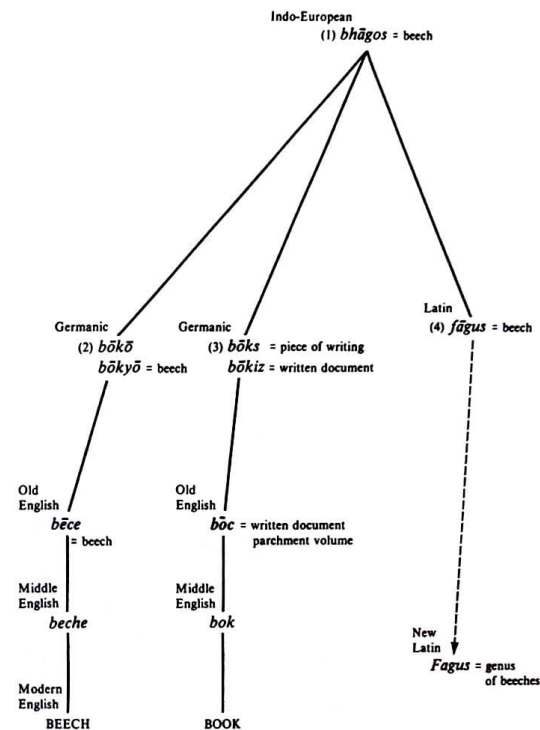 Indo-European
(1) bhāgos = beech
Germanic
(2) bōkō
bōkyō = beech
Germanic
(3) bōks = piece of writing
bōkiz = written document
Latin
(4) fāgus = beech
Old
English
bēce
= beech
Old
English
bōc = written document
parchment volume
Middle
English
beche
Middle
English
bok
New
Latin
Fagus = genus
of beeches
Modern
English
BEECH
BOOK